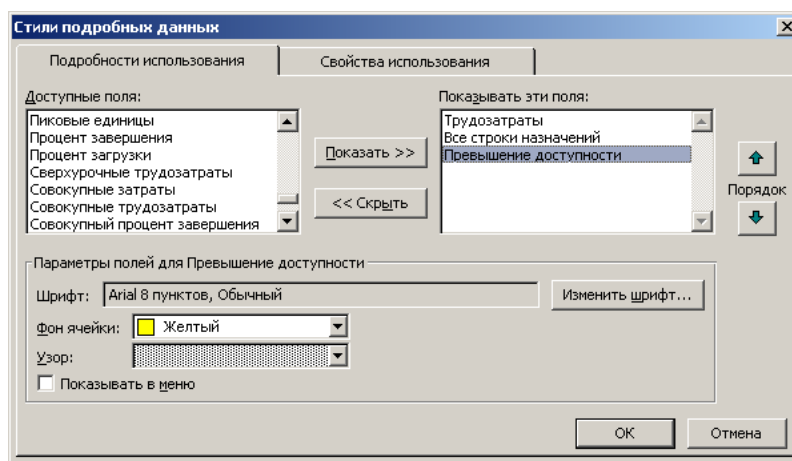 Стили подробных данных
Подробности использования
Свойства использования
Доступные поля:
Пиковые единицы
Процент завершения
Процент загрузки
Сверхурочные трудозатраты
Совокупные затраты
Совокупные трудозатраты
Совокупный процент завершения
Показать >>
<< Скрыть
Показывать эти поля:
Трудозатраты
Все строки назначений
Превышение доступности
Порядок
Параметры полей для Превышение доступности
Шрифт: Arial 8 пунктов, Обычный
Изменить шрифт...
Фон ячейки: Желтый
Узор:
Показывать в меню
ОК
Отмена